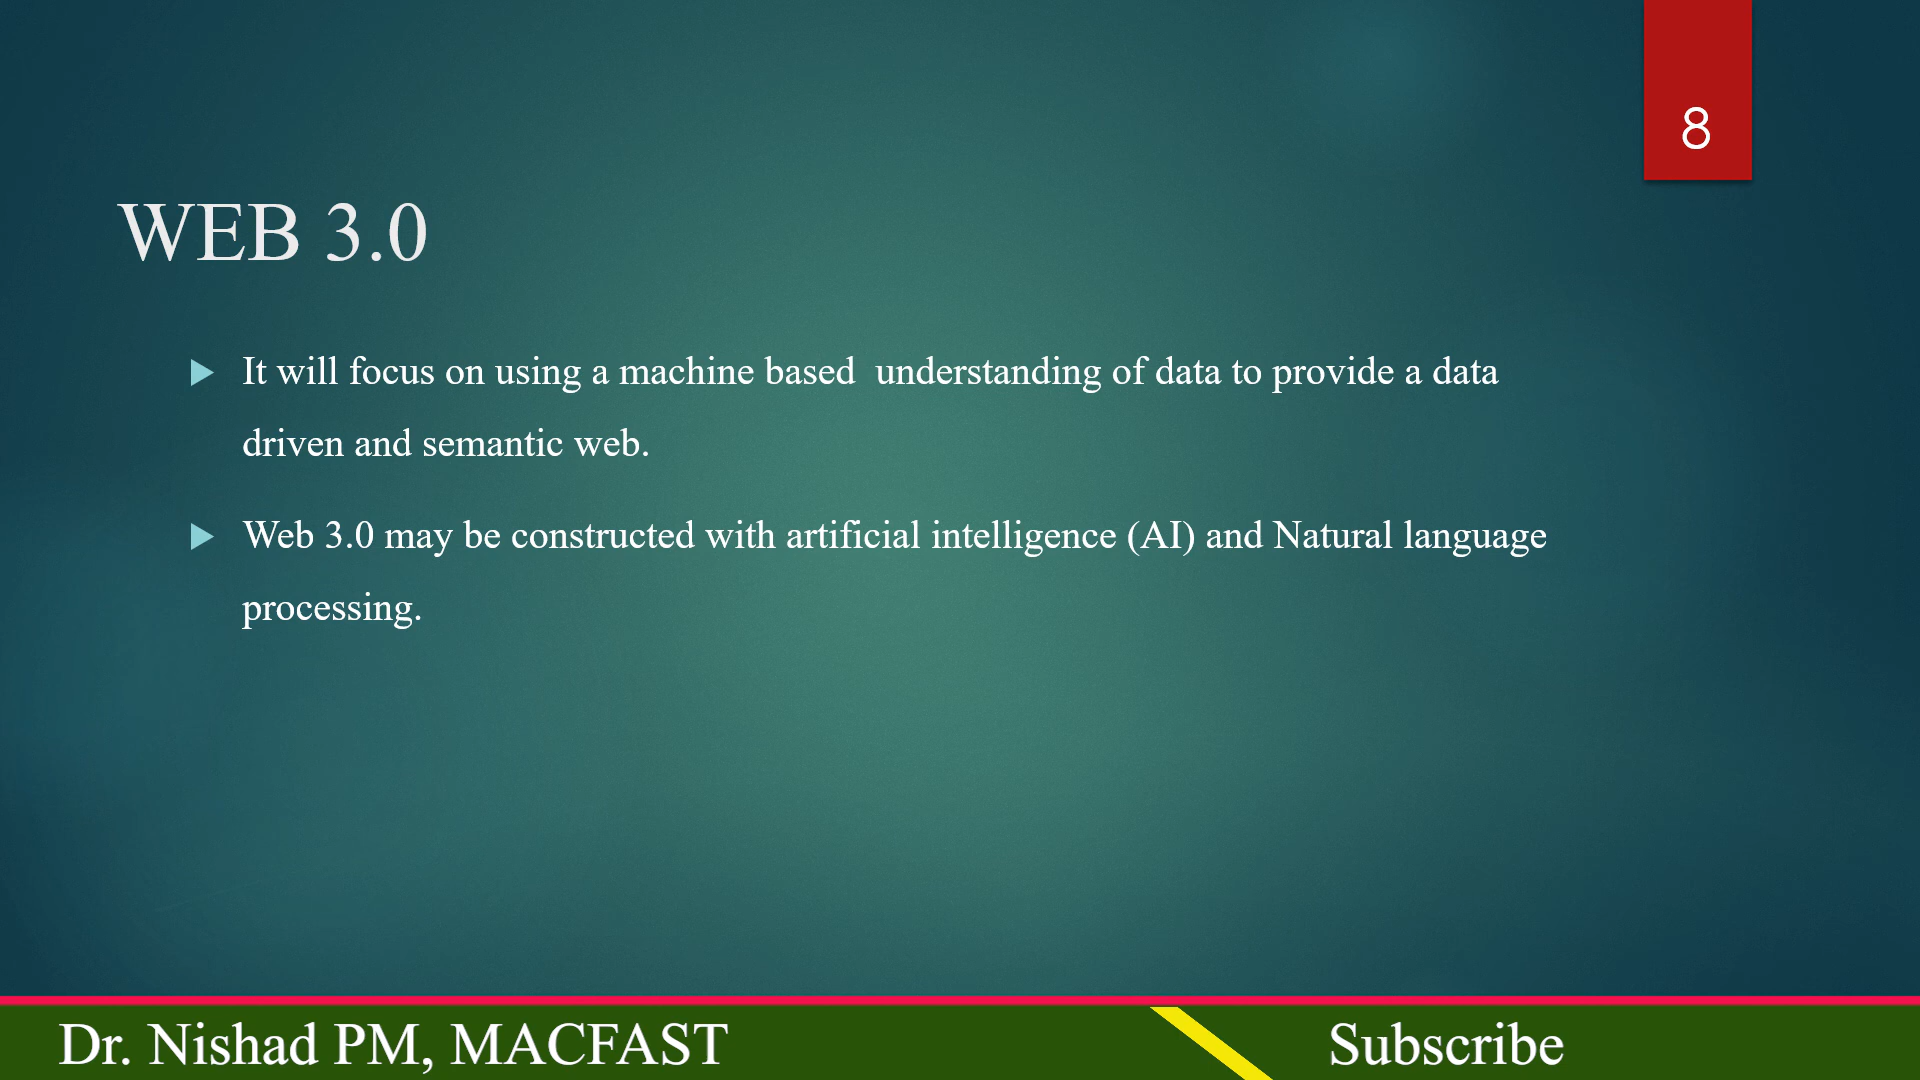 8
WEB 3.0
It will focus on using a machine based  understanding of data to provide a data
driven and semantic web.
Web 3.0 may be constructed with artificial intelligence (AI) and Natural language
processing.
Dr. Nishad PM, MACFAST
Subscribe